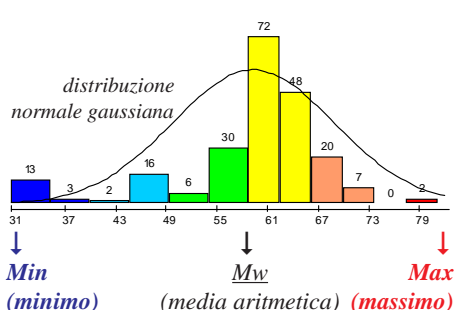 72
distribuzione
normale gaussiana
48
30
20
16
13
7
6
3
2
0
2
31 37 43 49 55 61 67 73 79
Min Mw Max
(minimo) (media aritmetica) (massimo)